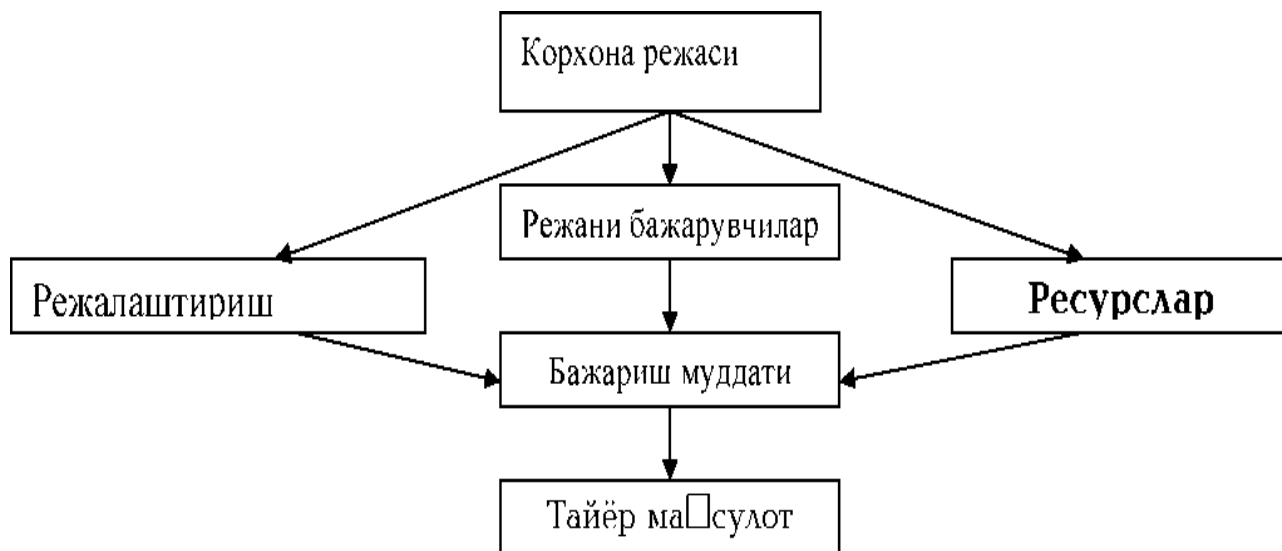 Корхона режаси
Режани бажарувчилар
Режалаштириш
Ресурслар
Бажариш муддати
Тайёр ма□сулот